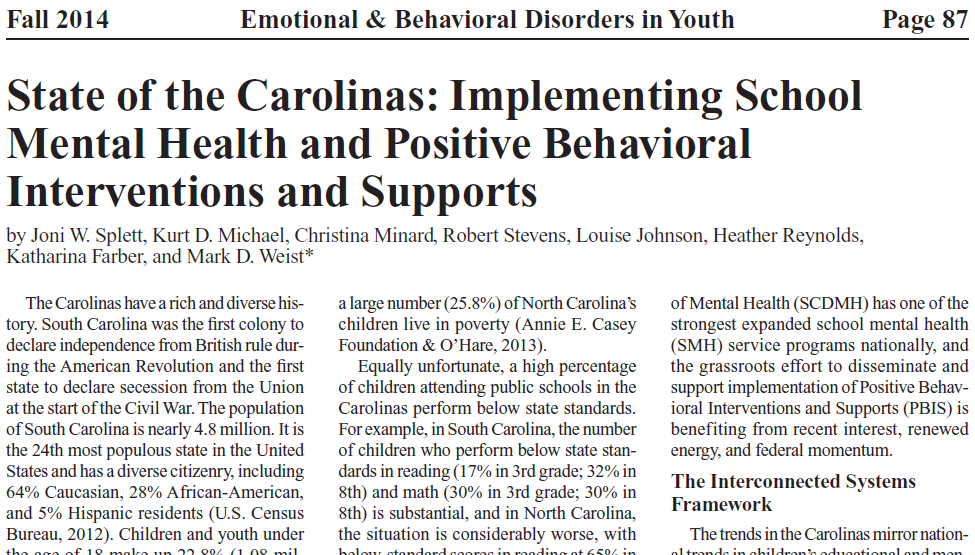 Fall 2014 Emotional & Behavioral Disorders in Youth Page 87
State of the Carolinas: Implementing School
Mental Health and Positive Behavioral
Interventions and Supports
by Joni W. Splett, Kurt D. Michael, Christina Minard, Robert Stevens, Louise Johnson, Heather Reynolds,
Katharina Farber, and Mark D. Weist*
The Carolinas have a rich and diverse his-
tory. South Carolina was the first colony to
declare independence from British rule dur-
ing the American Revolution and the first
state to declare secession from the Union
at the start of the Civil War. The population
of South Carolina is nearly 4.8 million. It is
the 24th most populous state in the United
States and has a diverse citizenry, including
64% Caucasian, 28% African-American,
and 5% Hispanic residents (U.S. Census
Bureau, 2012). Children and youth under
the age of 18 make up 22.8% (1.08 mil-
a large number (25.8%) of North Carolina's
children live in poverty (Annie E. Casey
Foundation & O'Hare, 2013).
Equally unfortunate, a high percentage
of children attending public schools in the
Carolinas perform below state standards.
For example, in South Carolina, the number
of children who perform below state stan-
dards in reading (17% in 3rd grade; 32% in
8th) and math (30% in 3rd grade; 30% in
8th) is substantial, and in North Carolina,
the situation is considerably worse, with
below-standard scores in reading at 65% in
of Mental Health (SCDMH) has one of the
strongest expanded school mental health
(SMH) service programs nationally, and
the grassroots effort to disseminate and
support implementation of Positive Behav-
ioral Interventions and Supports (PBIS) is
benefiting from recent interest, renewed
energy, and federal momentum.
The Interconnected Systems
Framework
The trends in the Carolinas mirror nation-
al trends in children's educational and men-